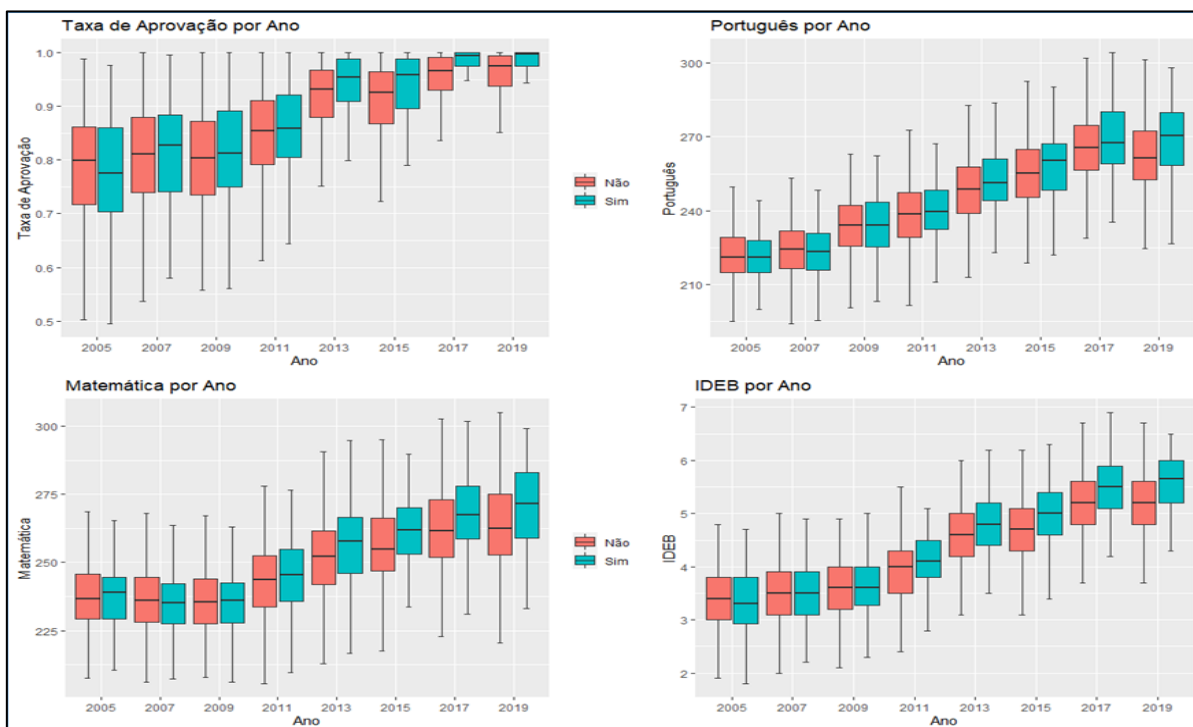 Taxa de Aprovação por Ano
1.0
0.9
0.8
0.7
0.6
0.5
Taxa de Aprovação
2005 2007 2009 2011 2013 2015 2017 2019
Ano
Não
Sim
Português por Ano
300
270
240
210
Português
2005 2007 2009 2011 2013 2015 2017 2019
Ano
Matemática por Ano
300
275
250
225
Matemática
2005 2007 2009 2011 2013 2015 2017 2019
Ano
Não
Sim
IDEB por Ano
7
6
5
4
3
2
IDEB
2005 2007 2009 2011 2013 2015 2017 2019
Ano